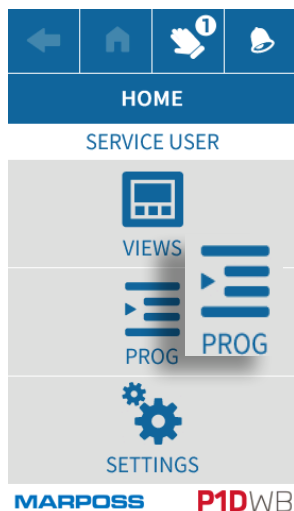 1
HOME
SERVICE USER
VIEWS
PROG
PROG
SETTINGS
MARPOSS P1DWB